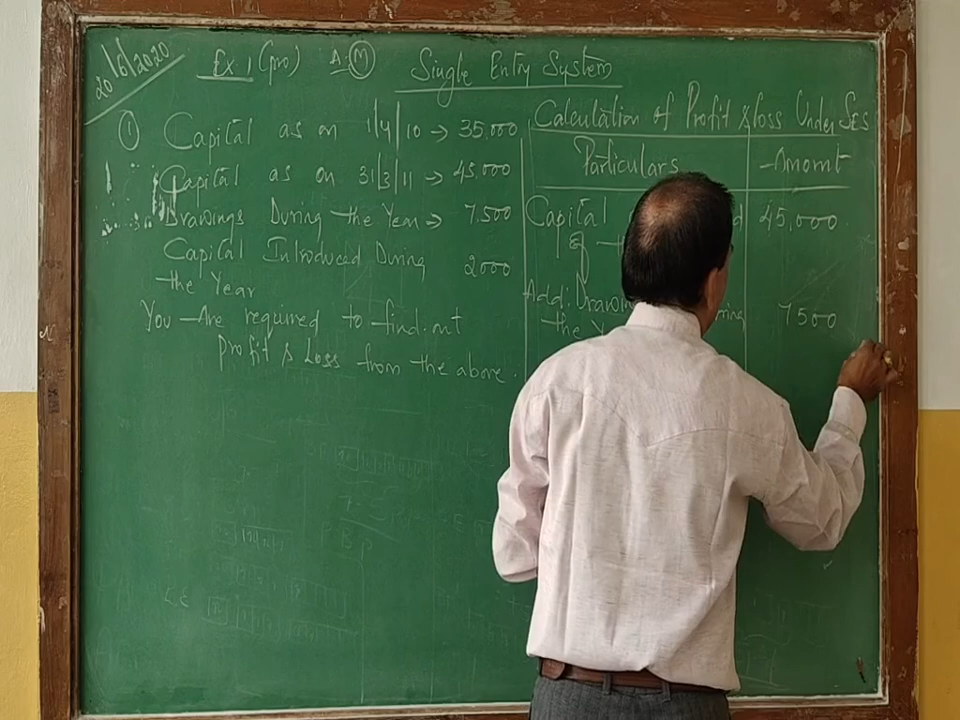 20/6/2020
Ex 1 (pro) A.M Single Entry System
① Capital as on 1/4/10 → 35,000
Capital as on 31/3/11 → 45,000
Drawings During the Year → 7,500
Capital Introduced During 2000
the Year
You Are required to find out
profit & Loss from the above.
Calculation of Profit & loss Under SES
Particulars Amount
Capital 45,000
Add: 7500
the